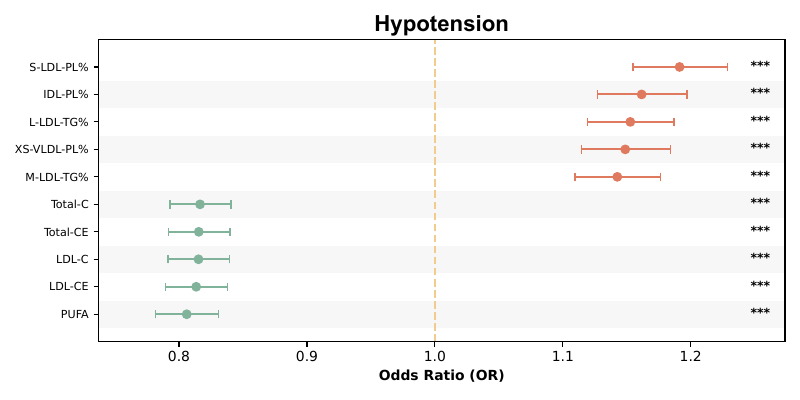 Hypotension
S-LDL-PL% ***
IDL-PL% ***
L-LDL-TG% ***
XS-VLDL-PL% ***
M-LDL-TG% ***
Total-C ***
Total-CE ***
LDL-C ***
LDL-CE ***
PUFA ***
0.8 0.9 1.0 1.1 1.2
Odds Ratio (OR)